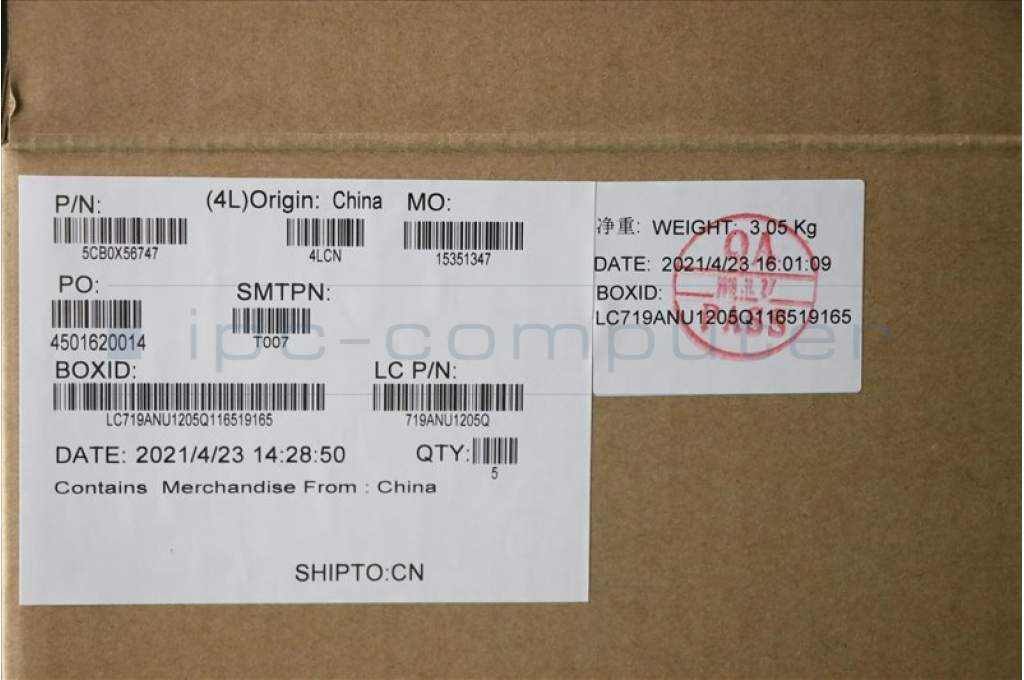 P/N: (4L)Origin: China MO:
5CB0X56747 4LCN 15351347
PO: SMTPN:
4501620014 T007
BOXID: LC P/N:
LC719ANU1205Q116519165 719ANU1205Q
DATE: 2021/4/23 14:28:50 QTY:
5
Contains Merchandise From : China
SHIPTO:CN
净重: WEIGHT: 3.05 Kg
DATE: 2021/4/23 16:01:09
BOXID:
LC719ANU1205Q116519165
QA
PASS
ipc-computer